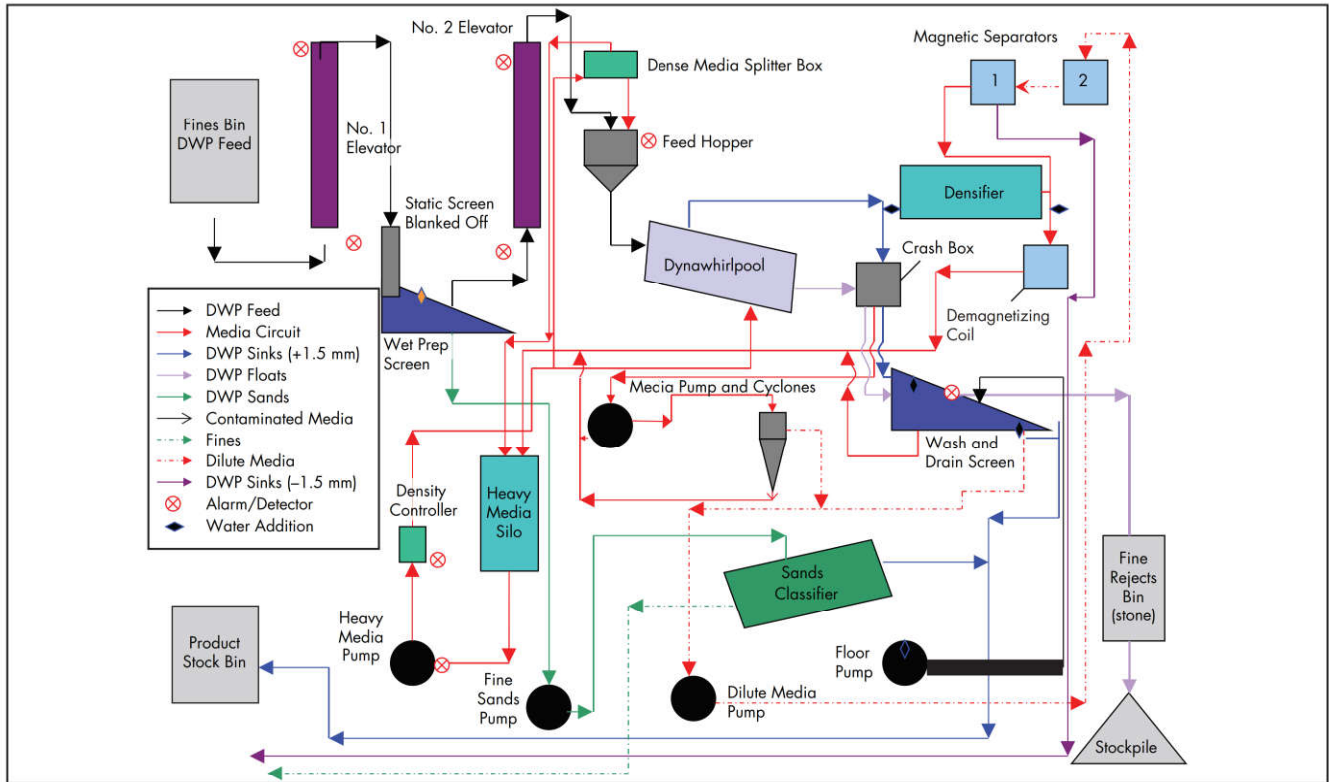 No. 2 Elevator
Magnetic Separators
Dense Media Splitter Box
1
2
Fines Bin
DWP Feed
No. 1
Elevator
Feed Hopper
Static Screen
Blanked Off
Densifier
Dynawhirlpool
Crash Box
Demagnetizing
Coil
DWP Feed
Media Circuit
DWP Sinks (+1.5 mm)
DWP Floats
DWP Sands
Contaminated Media
Fines
Dilute Media
DWP Sinks (–1.5 mm)
Alarm/Detector
Water Addition
Wet Prep
Screen
Mecia Pump and Cyclones
Wash and
Drain Screen
Density
Controller
Heavy
Media
Silo
Sands
Classifier
Fine
Rejects
Bin
(stone)
Product
Stock Bin
Heavy
Media
Pump
Fine
Sands
Pump
Floor
Pump
Dilute Media
Pump
Stockpile